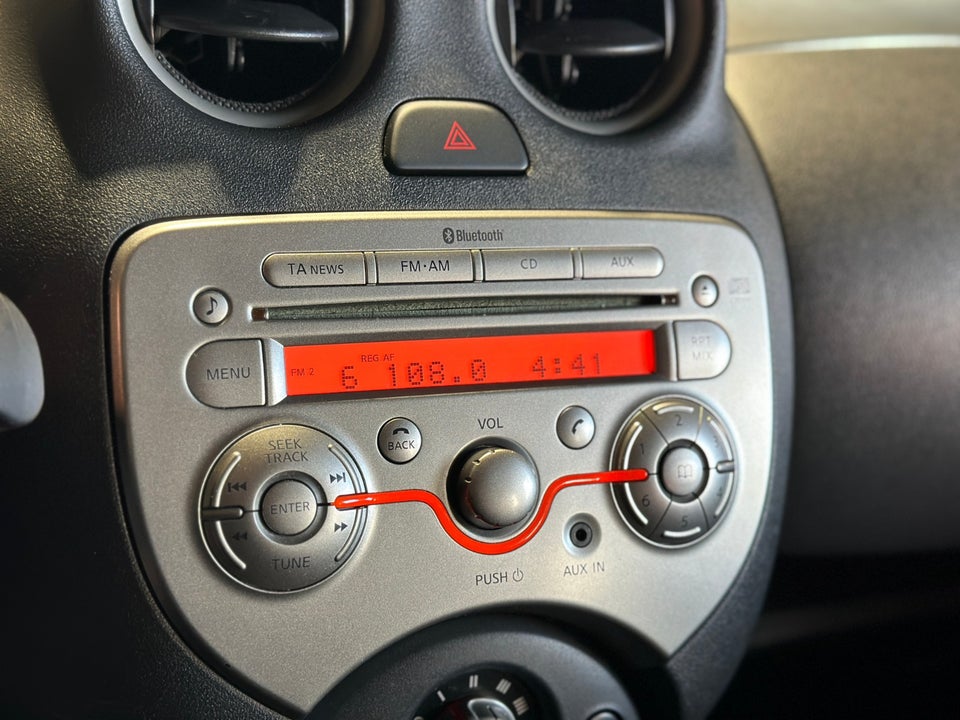 Bluetooth
TA NEWS FM·AM CD AUX
MENU
FM 2 REG AF
6 108.0 4:41
RPT
MIX
SEEK
TRACK
ENTER
TUNE
BACK
VOL
PUSH
AUX IN
1 2 4 5 6